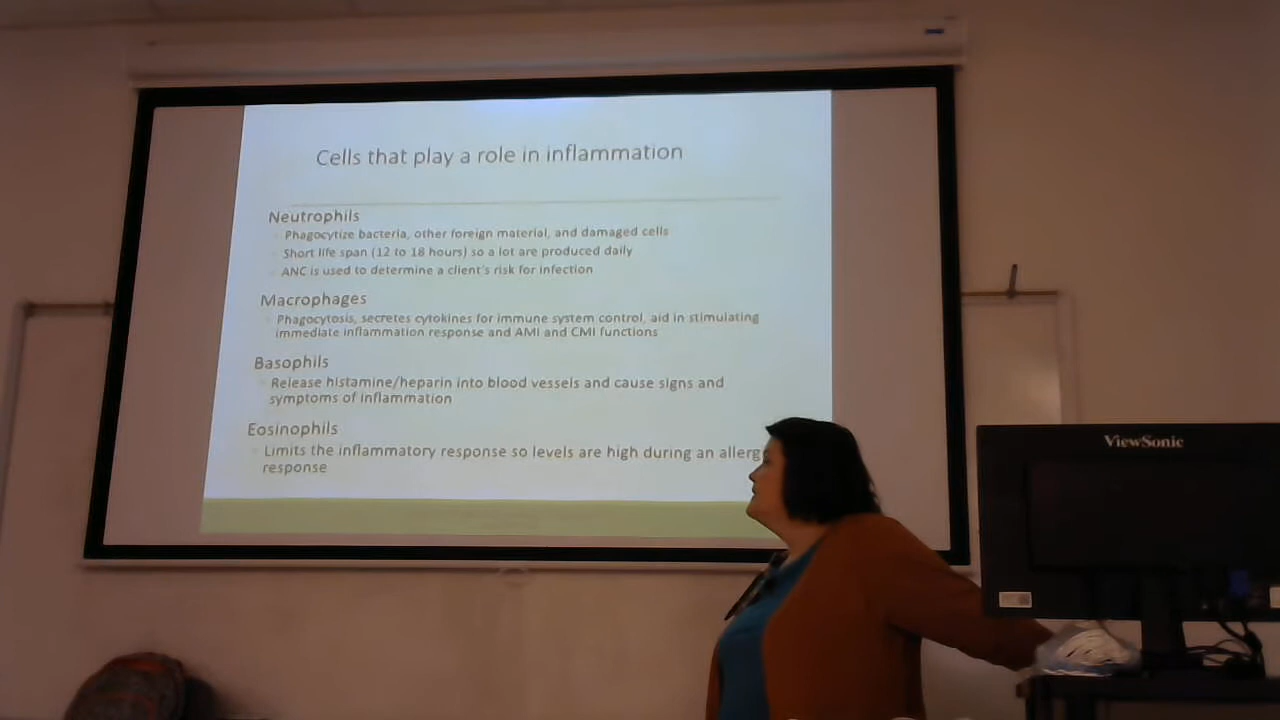 Cells that play a role in inflammation
Neutrophils
Phagocytize bacteria, other foreign material, and damaged cells
Short life span (12 to 18 hours) so a lot are produced daily
ANC is used to determine a client's risk for infection
Macrophages
Phagocytosis, secretes cytokines for immune system control, aid in stimulating
immediate inflammation response and AMI and CMI functions
Basophils
Release histamine/heparin into blood vessels and cause signs and
symptoms of inflammation
Eosinophils
Limits the inflammatory response so levels are high during an allerg
response
ViewSonic